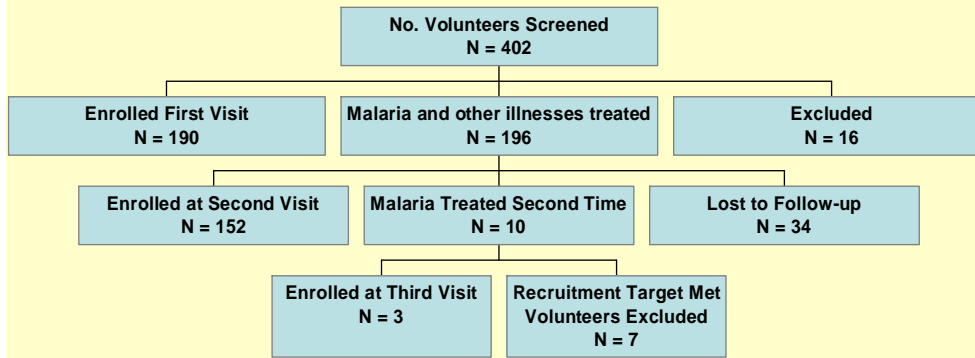 No. Volunteers Screened
N = 402
Enrolled First Visit
N = 190
Malaria and other illnesses treated
N = 196
Excluded
N = 16
Enrolled at Second Visit
N = 152
Malaria Treated Second Time
N = 10
Lost to Follow-up
N = 34
Enrolled at Third Visit
N = 3
Recruitment Target Met
Volunteers Excluded
N = 7